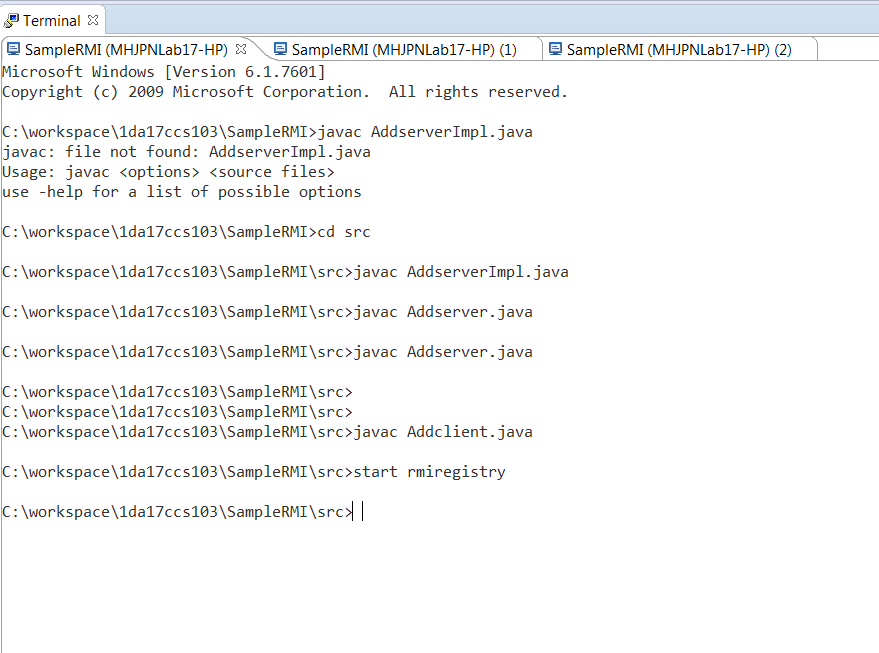 Terminal
SampleRMI (MHJPNLab17-HP)
SampleRMI (MHJPNLab17-HP) (1)
SampleRMI (MHJPNLab17-HP) (2)
Microsoft Windows [Version 6.1.7601]
Copyright (c) 2009 Microsoft Corporation.  All rights reserved.
C:\workspace\1da17ccs103\SampleRMI>javac AddserverImpl.java
javac: file not found: AddserverImpl.java
Usage: javac <options> <source files>
use -help for a list of possible options
C:\workspace\1da17ccs103\SampleRMI>cd src
C:\workspace\1da17ccs103\SampleRMI\src>javac AddserverImpl.java
C:\workspace\1da17ccs103\SampleRMI\src>javac Addserver.java
C:\workspace\1da17ccs103\SampleRMI\src>javac Addserver.java
C:\workspace\1da17ccs103\SampleRMI\src>
C:\workspace\1da17ccs103\SampleRMI\src>
C:\workspace\1da17ccs103\SampleRMI\src>javac Addclient.java
C:\workspace\1da17ccs103\SampleRMI\src>start rmiregistry
C:\workspace\1da17ccs103\SampleRMI\src>